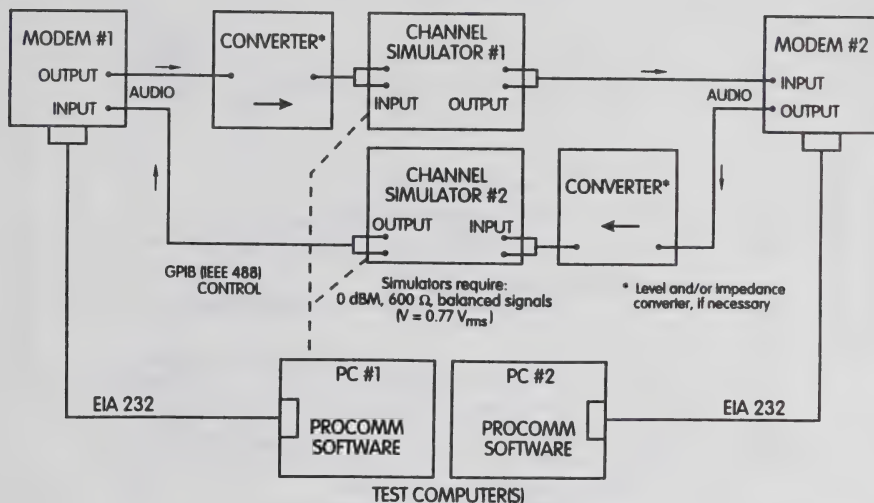 MODEM #1
OUTPUT
INPUT
AUDIO
CONVERTER*
CHANNEL
SIMULATOR #1
INPUT
OUTPUT
MODEM #2
INPUT
OUTPUT
AUDIO
CHANNEL
SIMULATOR #2
OUTPUT
INPUT
CONVERTER*
GPIB (IEEE 488)
CONTROL
Simulators require:
0 dBM, 600 Ω, balanced signals
(V = 0.77 Vrms)
* Level and/or impedance
converter, if necessary
PC #1
PROCOMM
SOFTWARE
PC #2
PROCOMM
SOFTWARE
EIA 232
EIA 232
TEST COMPUTER(S)